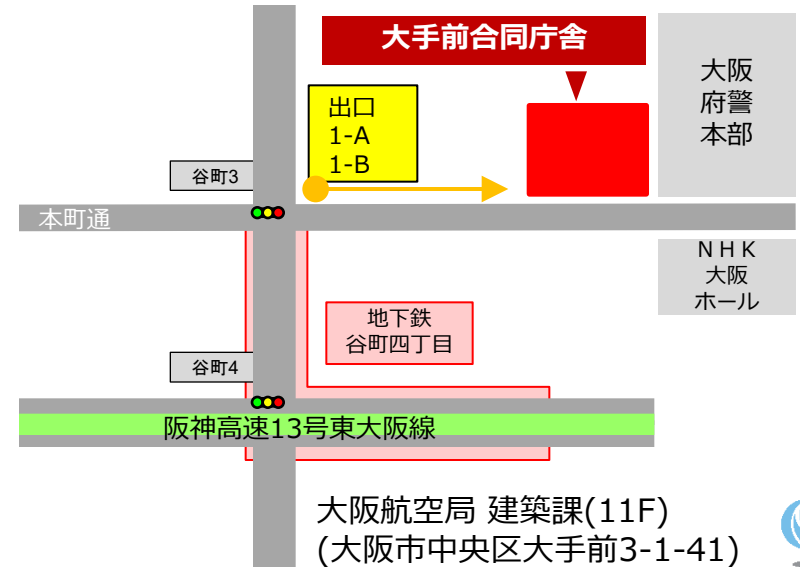 大手前合同庁舎
大阪
府警
本部
出口
1-A
1-B
谷町3
本町通
ＮＨＫ
大阪
ホール
地下鉄
谷町四丁目
谷町4
阪神高速13号東大阪線
大阪航空局 建築課(11F)
(大阪市中央区大手前3-1-41)